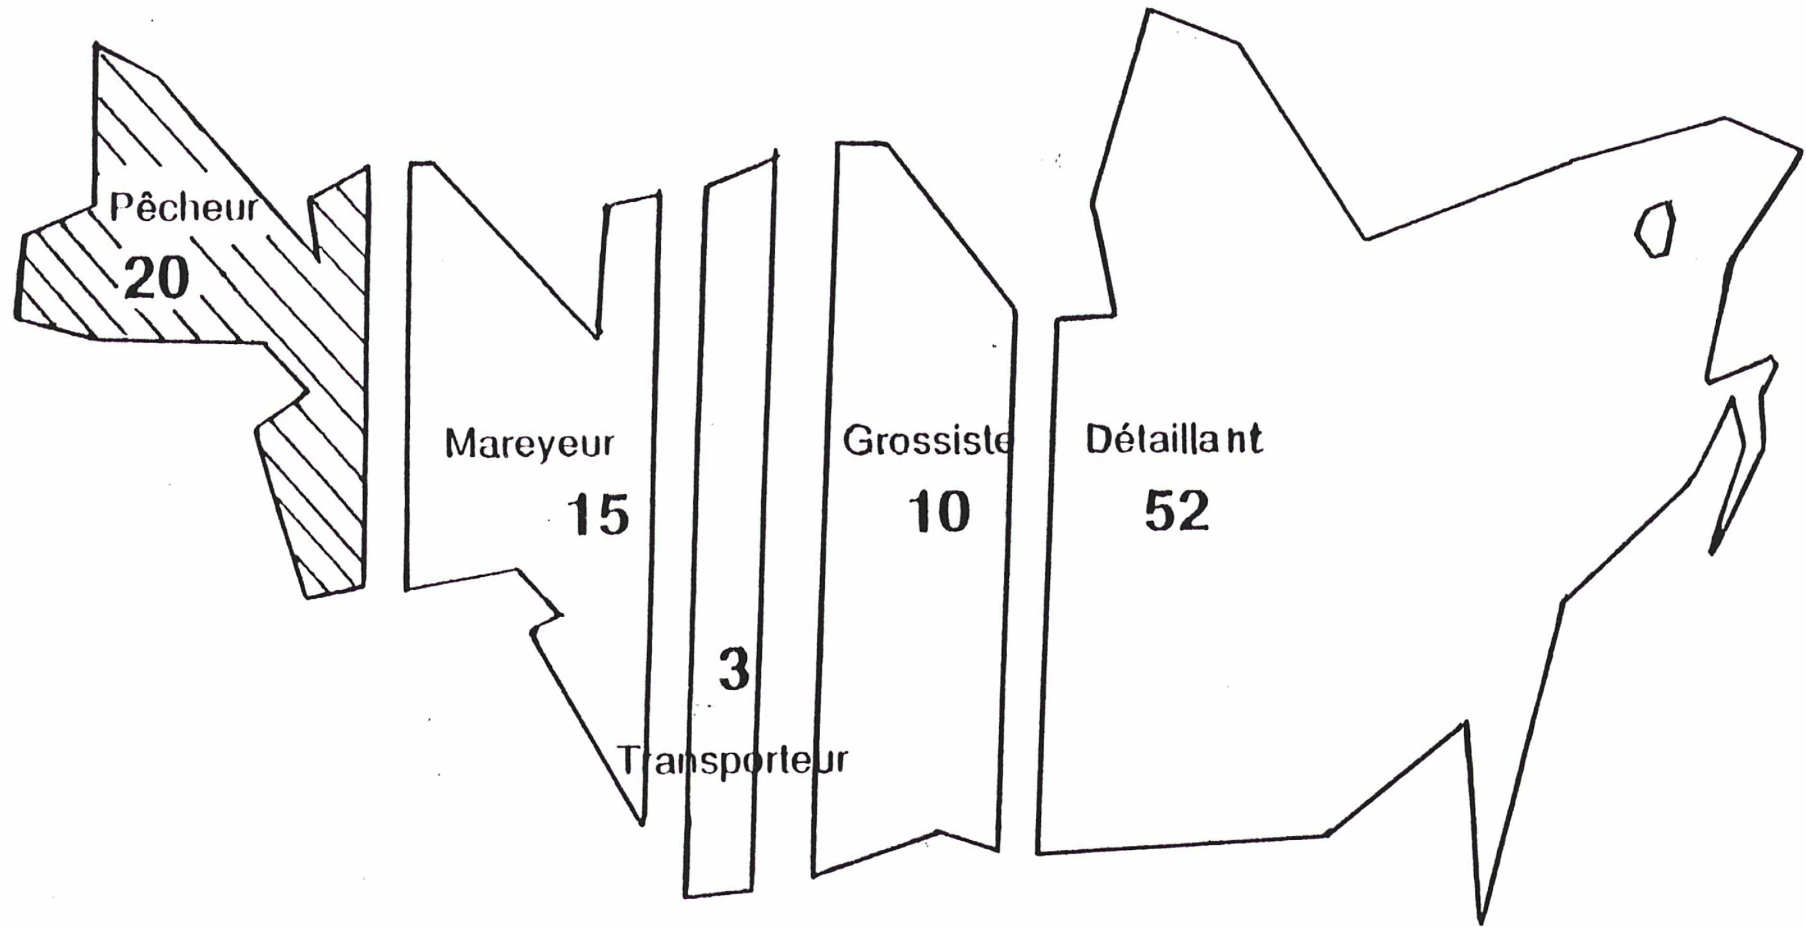 Pêcheur
20
Mareyeur
15
3
Transporteur
Grossiste
10
Détaillant
52